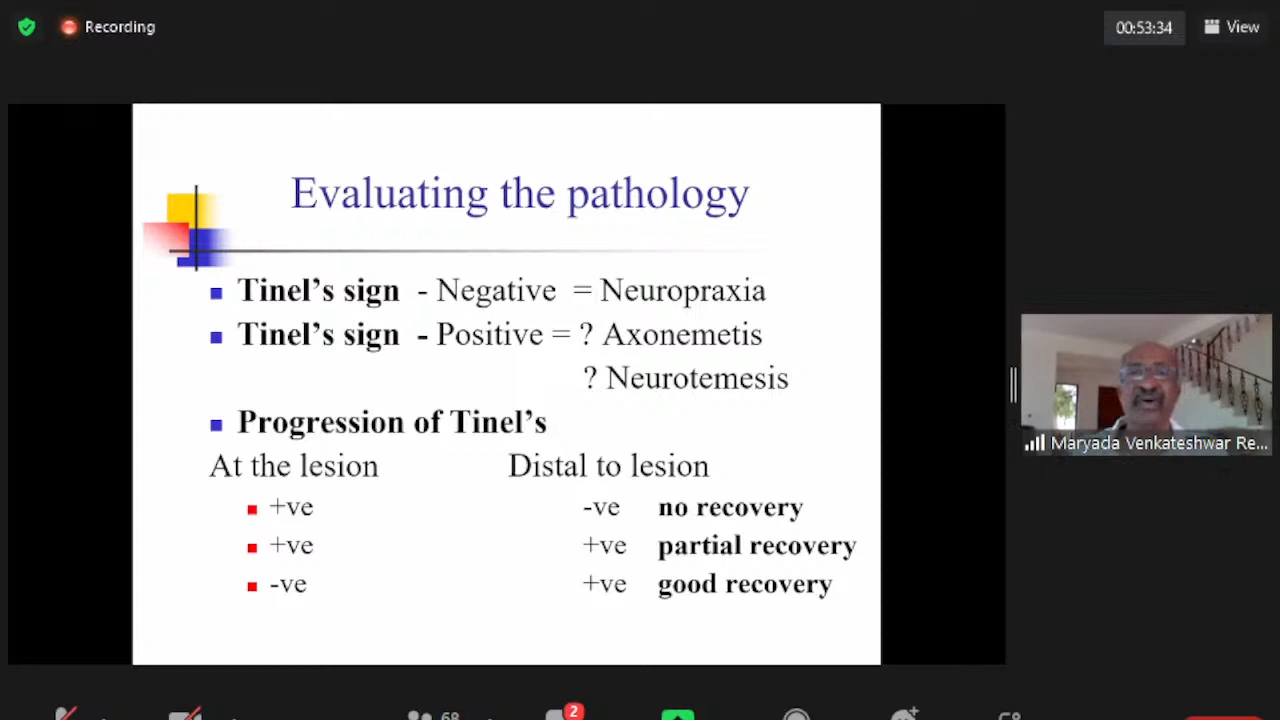 Recording
00:53:34
View
Evaluating the pathology
Tinel's sign - Negative = Neuropraxia
Tinel's sign - Positive = ? Axonemetis
? Neurotemesis
Progression of Tinel's
At the lesion Distal to lesion
+ve -ve no recovery
+ve +ve partial recovery
-ve +ve good recovery
Maryada Venkateshwar Re...
68
2